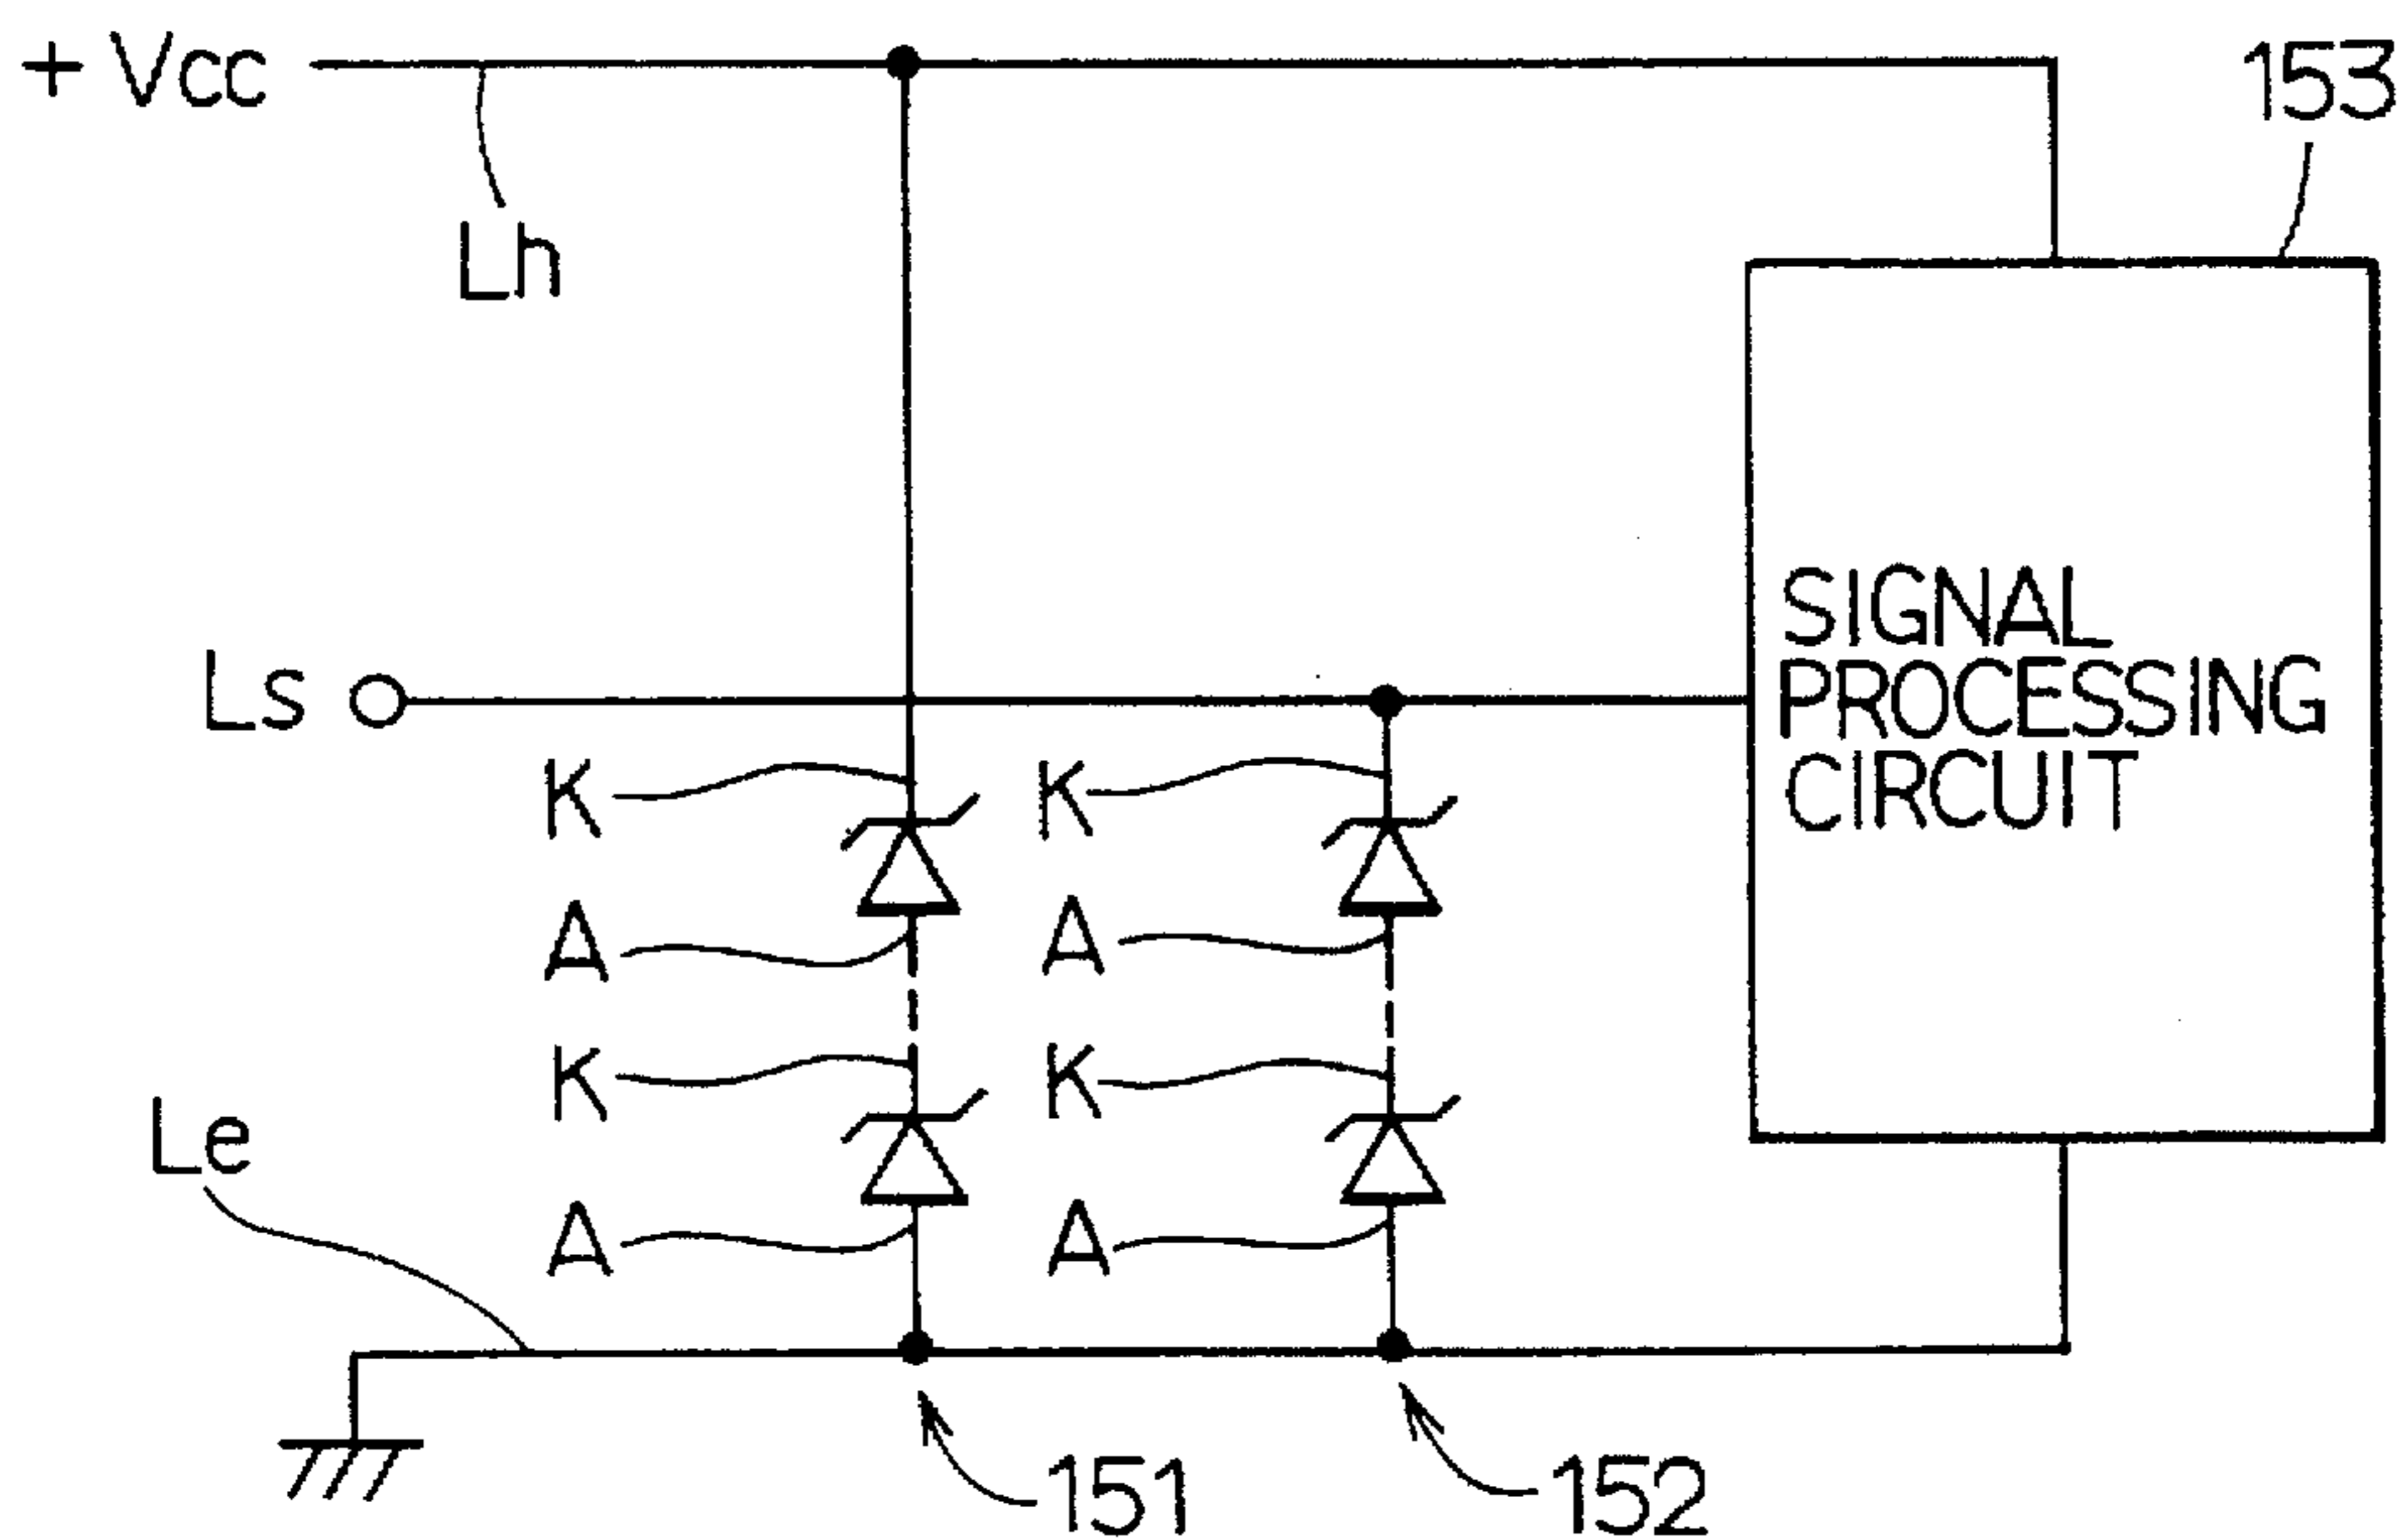 + Vcc
153
Lh
SIGNAL
PROCESSING
CIRCUIT
Ls
K
K
A
A
K
K
Le
A
A
151
152